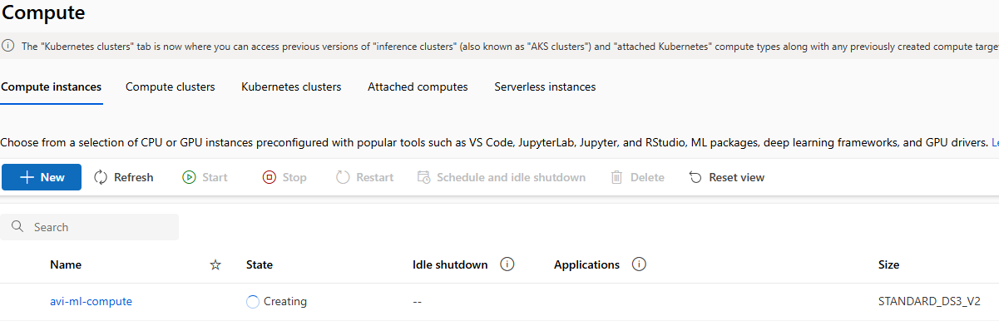 Compute
The "Kubernetes clusters" tab is now where you can access previous versions of "inference clusters" (also known as "AKS clusters") and "attached Kubernetes" compute types along with any previously created compute targe
Compute instances Compute clusters Kubernetes clusters Attached computes Serverless instances
Choose from a selection of CPU or GPU instances preconfigured with popular tools such as VS Code, JupyterLab, Jupyter, and RStudio, ML packages, deep learning frameworks, and GPU drivers. Le
New Refresh Start Stop Restart Schedule and idle shutdown Delete Reset view
Search
Name State Idle shutdown Applications Size
avi-ml-compute Creating -- STANDARD_DS3_V2